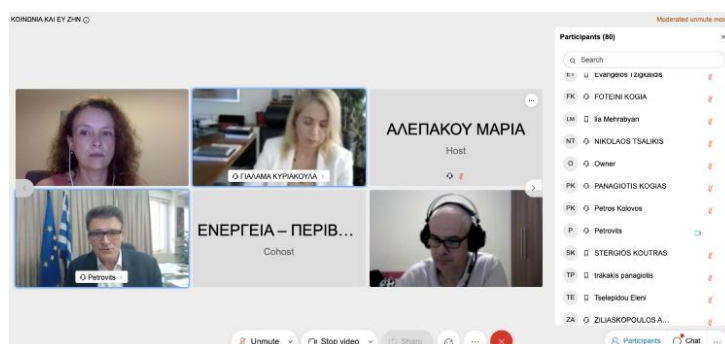 ΚΟΙΝΩΝΙΑ ΚΑΙ ΕΥ ΖΗΝ
Moderated unmute mod
Participants (80)
Search
ET Evangelos Tzigkalidis
FK FOTEINI KOGIA
LM lia Mehrabyan
NT NIKOLAOS TSALIKIS
O Owner
PK PANAGIOTIS KOGIAS
PK Petros Kolovos
P Petrovits
SK STERGIOS KOUTRAS
TP trakakis panagiotis
TE Tselepidou Eleni
ZA ZILIASKOPOULOS A...
ΓΙΑΛΑΜΑ ΚΥΡΙΑΚΟΥΛΑ
ΑΛΕΠΑΚΟΥ ΜΑΡΙΑ
Host
Petrovits
ΕΝΕΡΓΕΙΑ – ΠΕΡΙΒ...
Cohost
Unmute
Stop video
Share
Participants
Chat